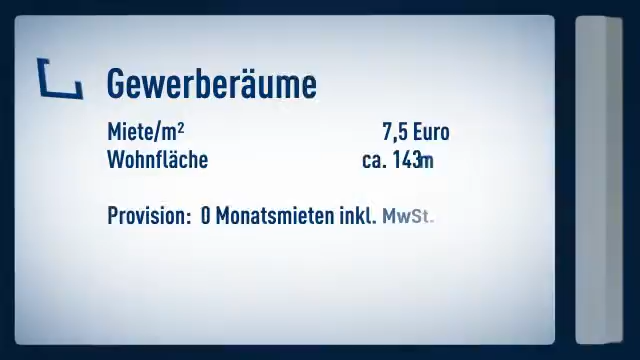 Gewerberäume
Miete/m² 7,5 Euro
Wohnfläche ca. 143m
Provision: 0 Monatsmieten inkl. MwSt.